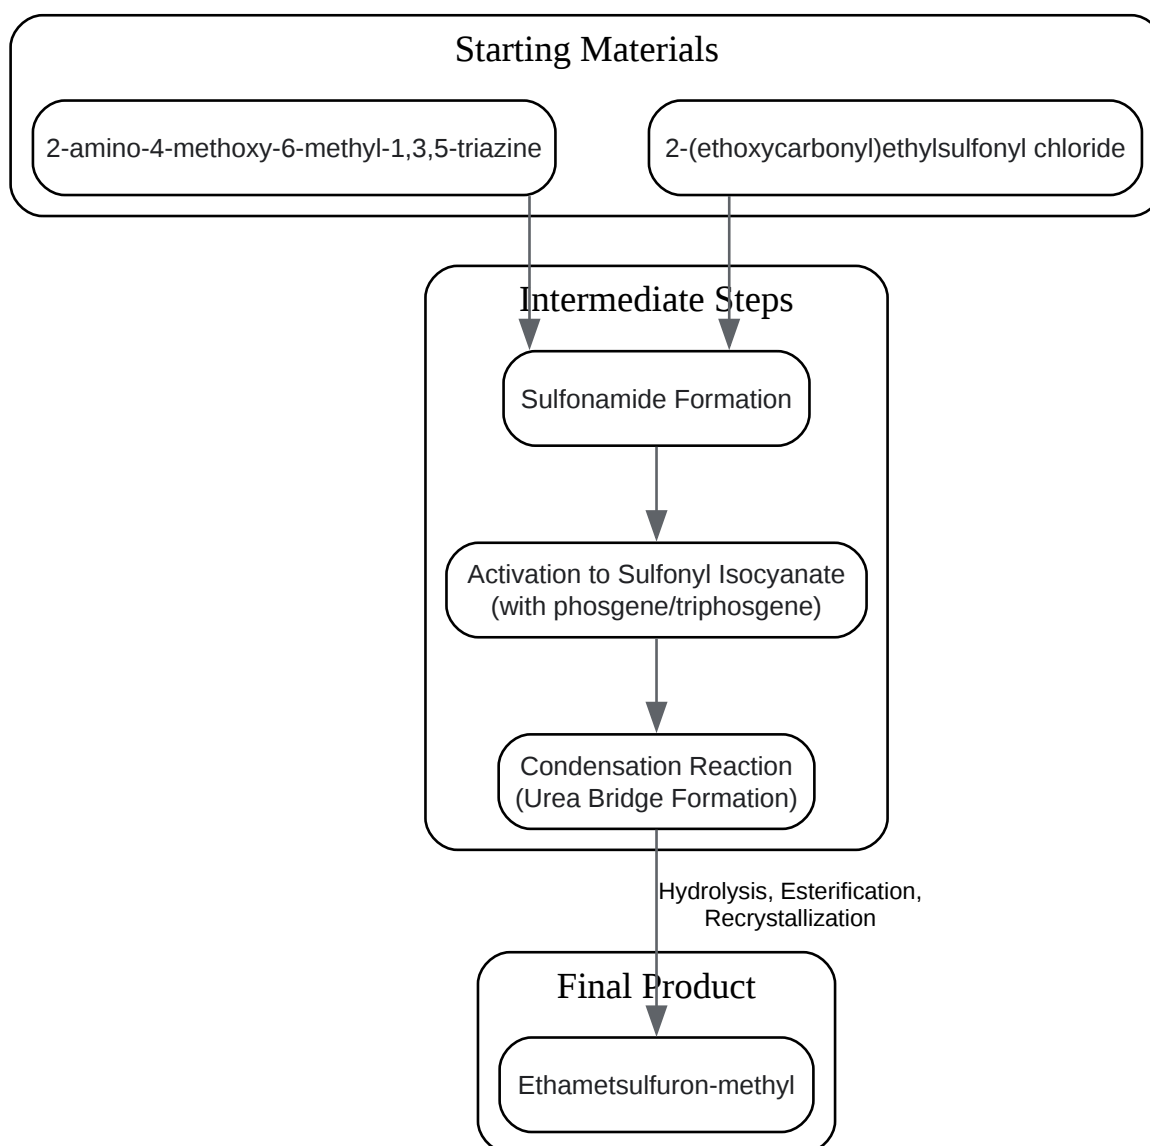 Starting Materials
2-amino-4-methoxy-6-methyl-1,3,5-triazine
2-(ethoxycarbonyl)ethylsulfonyl chloride
Intermediate Steps
Sulfonamide Formation
Activation to Sulfonyl Isocyanate
(with phosgene/triphosgene)
Condensation Reaction
(Urea Bridge Formation)
Hydrolysis, Esterification,
Recrystallization
Final Product
Ethametsulfuron-methyl